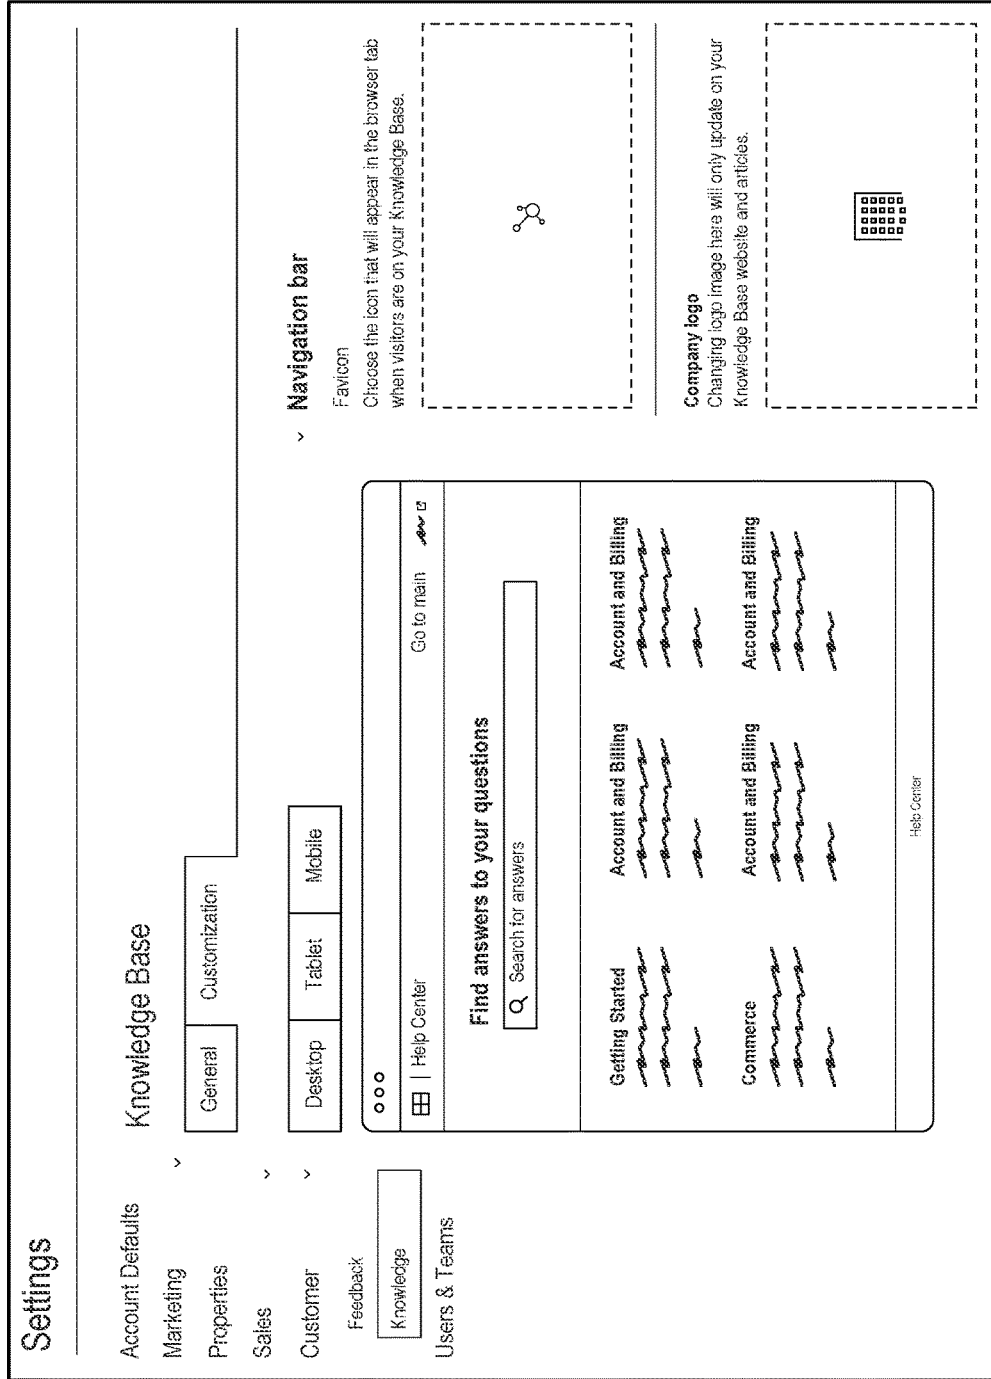 Settings
Account Defaults
Marketing
Properties
Sales
Customer
Feedback
Knowledge
Users & Teams
Knowledge Base
General
Customization
Desktop
Tablet
Mobile
Help Center
Go to main
Find answers to your questions
Search for answers
Getting Started
Account and Billing
Account and Billing
Commerce
Account and Billing
Account and Billing
Help Center
Navigation bar
Favicon
Choose the icon that will appear in the browser tab
when visitors are on your Knowledge Base.
Company logo
Changing logo image here will only update on your
Knowledge Base website and articles.